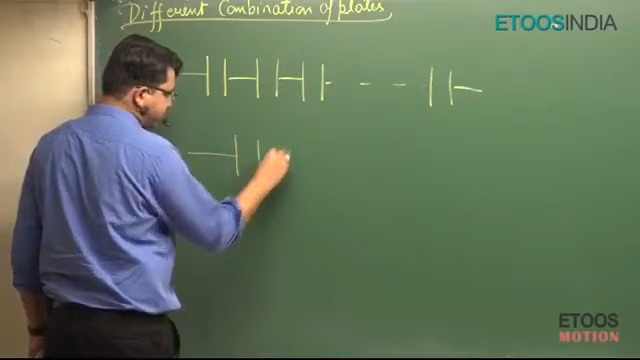 Different Combination of plates
ETOOSINDIA
ETOOS
MOTION